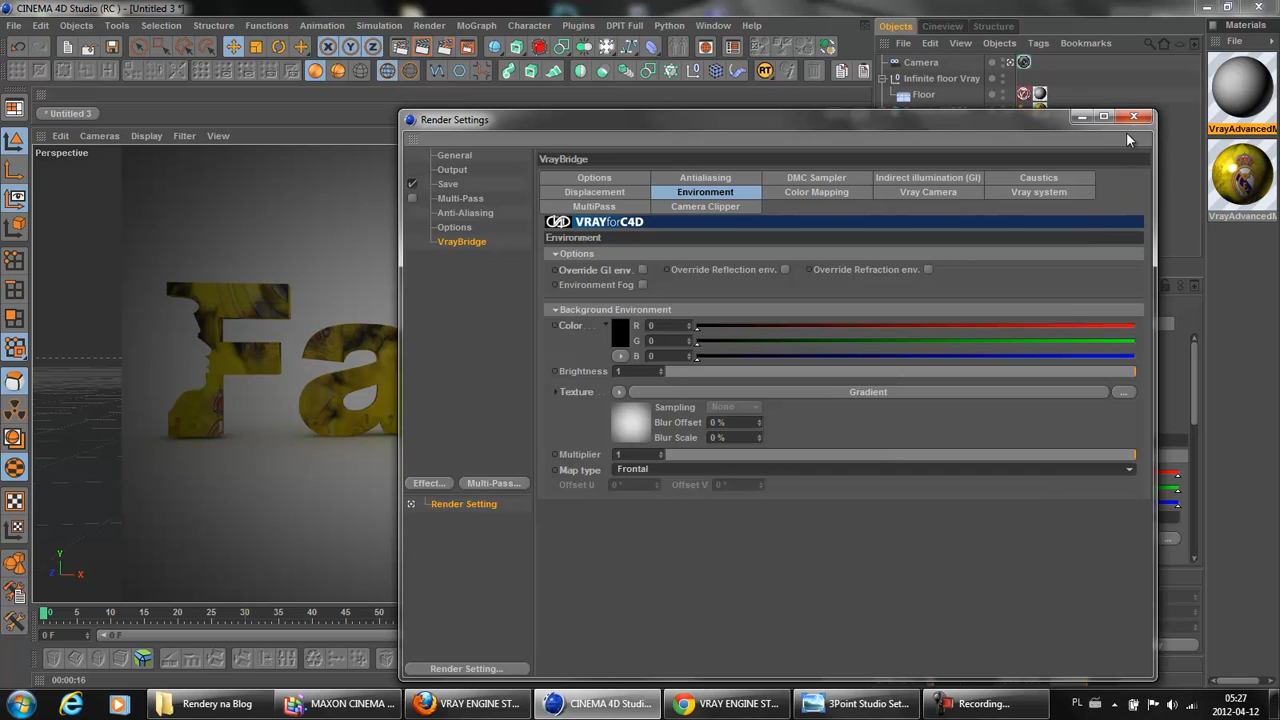 CINEMA 4D Studio (RC) - [Untitled 3 *]
File Edit Objects Tools Selection Structure Functions Animation Simulation Render MoGraph Character Plugins DPIT Full Python Window Help
Objects Cineview Structure
File Edit View Objects Tags Bookmarks
Camera
Infinite floor Vray
Floor
Materials
File
VrayAdvancedM
VrayAdvancedM
* Untitled 3
Edit Cameras Display Filter View
Perspective
Fa
Render Settings
General
Output
Save
Multi-Pass
Anti-Aliasing
Options
VrayBridge
Effect... Multi-Pass...
Render Setting
Render Setting...
VrayBridge
Options Antialiasing DMC Sampler Indirect illumination (GI) Caustics
Displacement Environment Color Mapping Vray Camera Vray system
MultiPass Camera Clipper
VRAYforC4D
Environment
Options
Override GI env. Override Reflection env. Override Refraction env.
Environment Fog
Background Environment
Color. . . R 0
G 0
B 0
Brightness 1
Texture Gradient ...
Sampling None
Blur Offset 0 %
Blur Scale 0 %
Multiplier 1
Map type Frontal
Offset U 0 ° Offset V 0 °
Y
Z X
0 5 10 15 20 25 30 35 40 45 50
0 F 0 F
00:00:16
Rendery na Blog MAXON CINEMA ... VRAY ENGINE ST... CINEMA 4D Studi... VRAY ENGINE ST... 3Point Studio Set... Recording... PL 05:27
2012-04-12